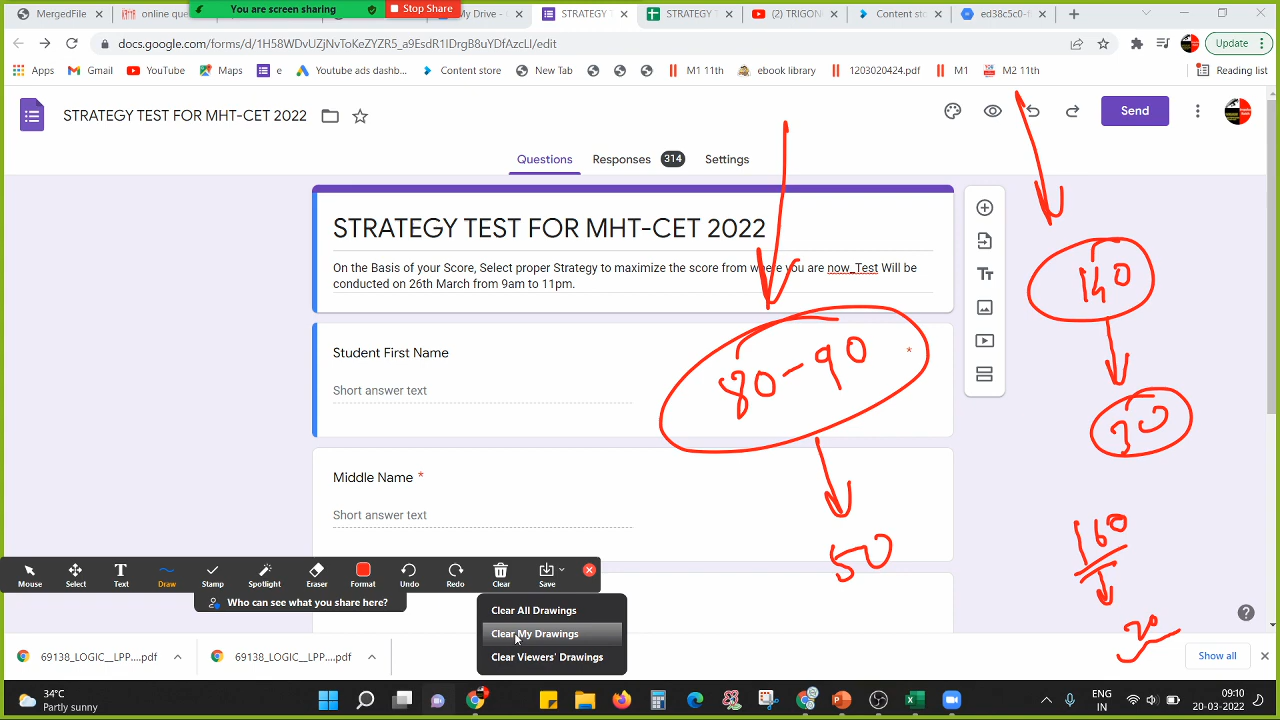 MergedFile
online que
You are screen sharing
Stop Share
My Drive -
STRATEGY T
STRATEGY T
(2) TRIGON
Content sto
ed38c5c0-f
docs.google.com/forms/d/
/edit
Update
Apps
Gmail
YouTube
Maps
e
Youtube ads dashbo...
Content store
New Tab
M1 11th
ebook library
1203020424.pdf
M1
M2 11th
Reading list
STRATEGY TEST FOR MHT-CET 2022
Send
Questions
Responses 314
Settings
STRATEGY TEST FOR MHT-CET 2022
On the Basis of your Score, Select proper Strategy to maximize the score from where you are now_Test Will be
conducted on 26th March from 9am to 11pm.
140
Student First Name *
Short answer text
80-90
90
Middle Name *
Short answer text
50
160
Mouse
Select
Text
Draw
Stamp
Spotlight
Eraser
Format
Undo
Redo
Clear
Save
Who can see what you share here?
Clear All Drawings
Clear My Drawings
Clear Viewers' Drawings
69138_LOGIC__LPP....pdf
69138_LOGIC__LPP....pdf
Show all
34°C
Partly sunny
ENG
IN
09:10
20-03-2022